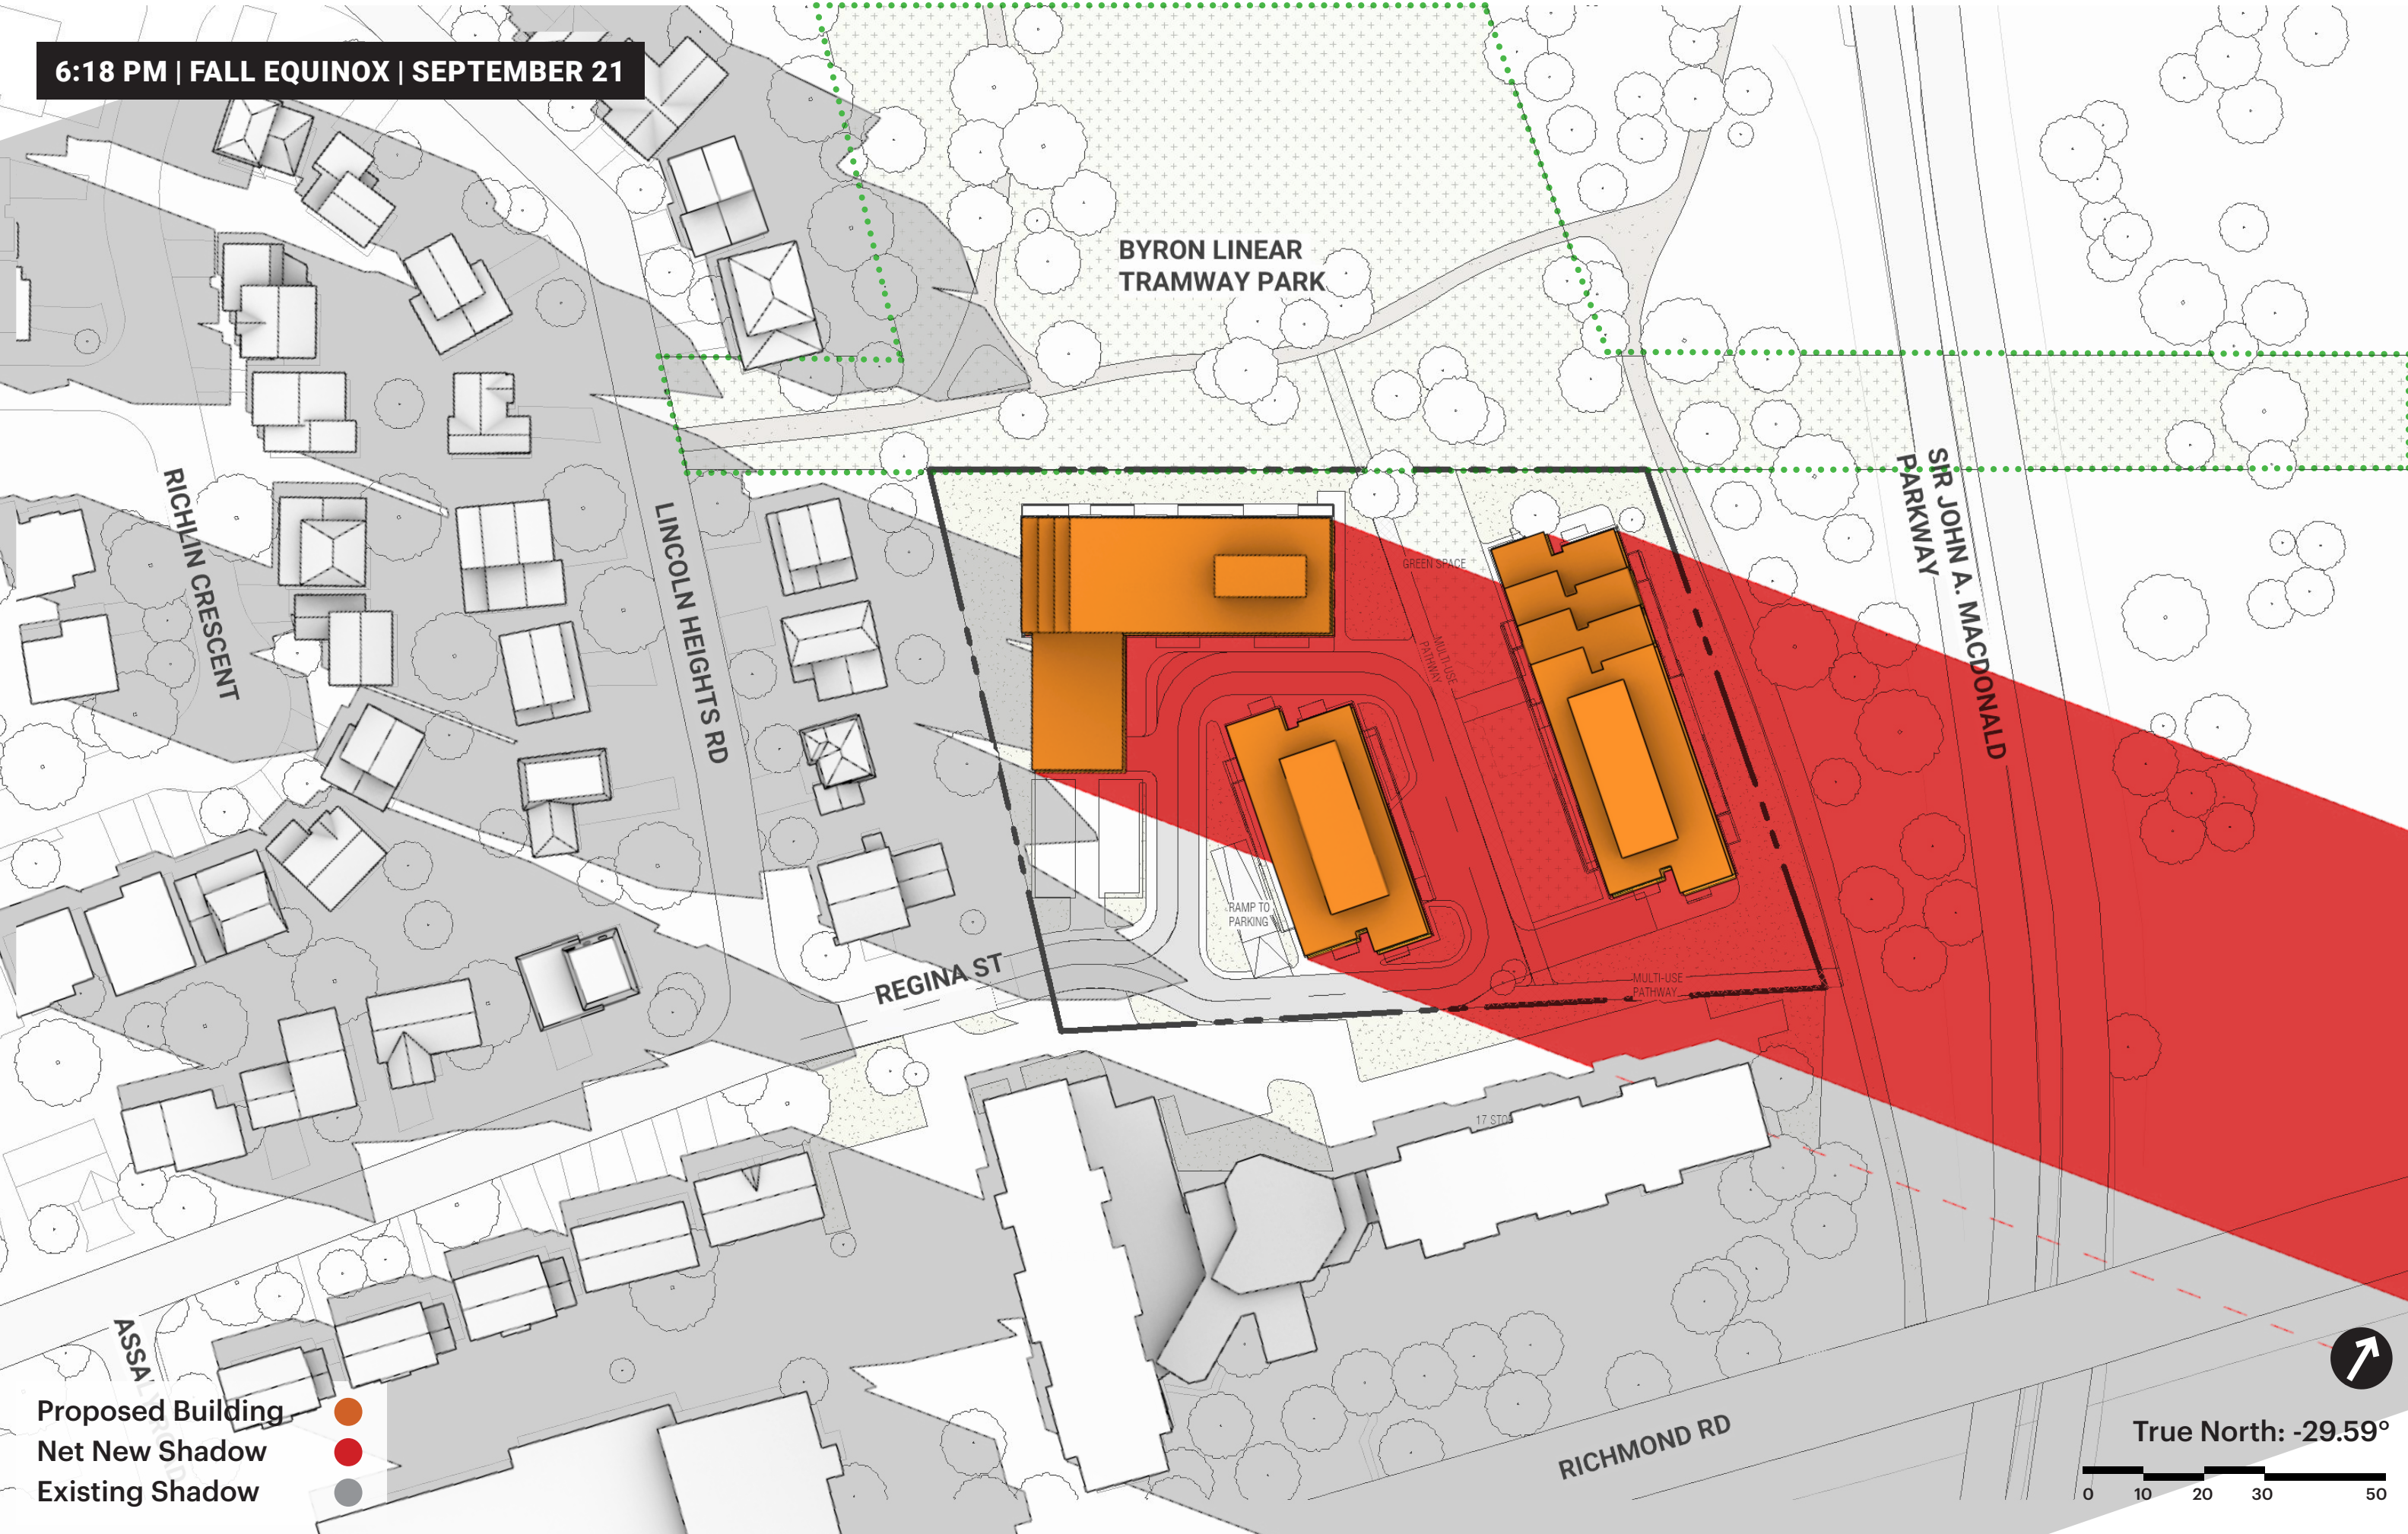 6:18 PM | FALL EQUINOX | SEPTEMBER 21
BYRON LINEAR
TRAMWAY PARK
RICHLIN CRESCENT
LINCOLN HEIGHTS RD
SIR JOHN A. MACDONALD
PARKWAY
GREEN SPACE
MULTI-USE
PATHWAY
RAMP TO
PARKING
REGINA ST
MULTI-USE
PATHWAY
17 STO
RICHMOND RD
Proposed Building
Net New Shadow
Existing Shadow
True North: -29.59°
0 10 20 30 50